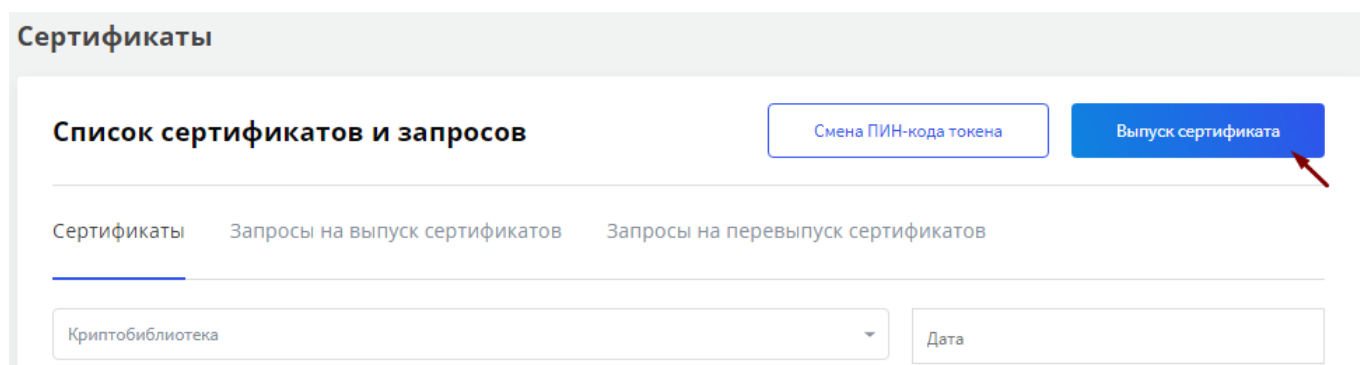 Сертификаты
Список сертификатов и запросов
Смена ПИН-кода токена
Выпуск сертификата
Сертификаты
Запросы на выпуск сертификатов
Запросы на перевыпуск сертификатов
Криптобиблиотека
Дата